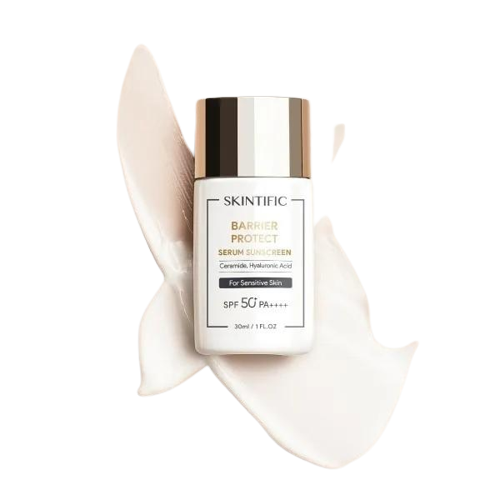 SKINTIFIC
BARRIER
PROTECT
SERUM SUNSCREEN
Ceramide, Hyaluronic Acid
For Sensitive Skin
SPF 50+ PA++++
30ml / 1 FL.OZ